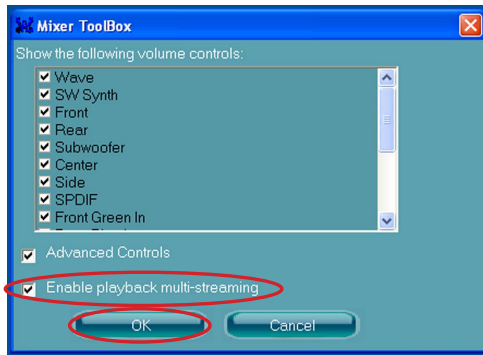 Mixer ToolBox
Show the following volume controls:
Wave
SW Synth
Front
Rear
Subwoofer
Center
Side
SPDIF
Front Green In
Advanced Controls
Enable playback multi-streaming
OK
Cancel